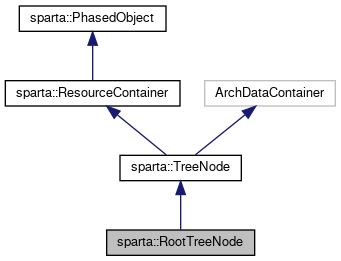 sparta::PhasedObject
sparta::ResourceContainer
ArchDataContainer
sparta::TreeNode
sparta::RootTreeNode